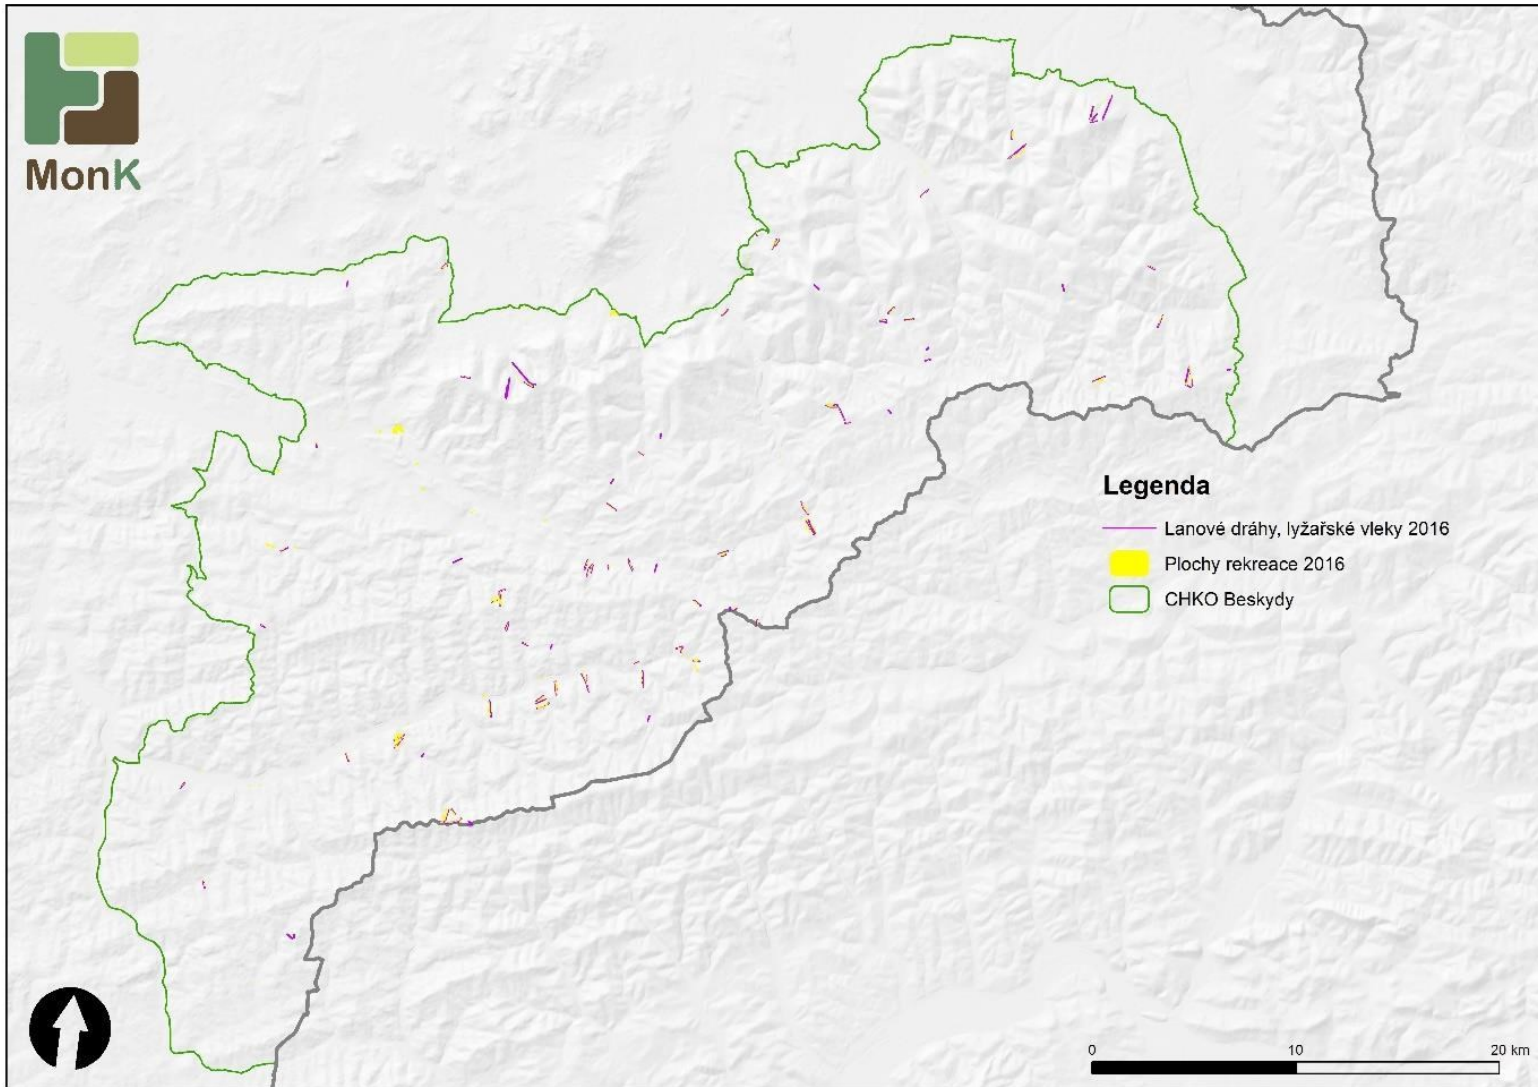 MonK
Legenda
Lanové dráhy, lyžařské vleky 2016
Plochy rekreace 2016
CHKO Beskydy
0 10 20 km